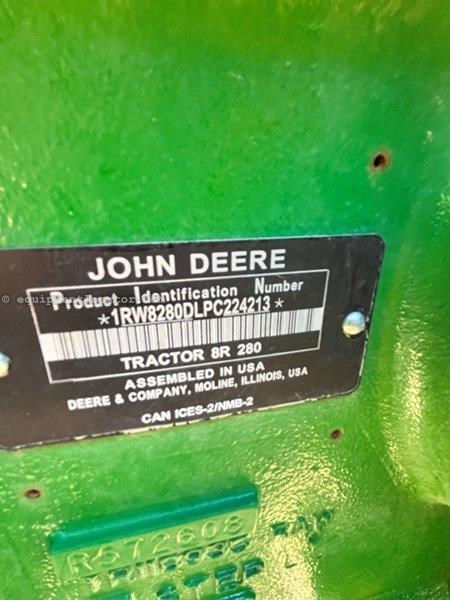 JOHN DEERE
Product Identification Number
*1RW8280DLPC224213*
TRACTOR 8R 280
ASSEMBLED IN USA
DEERE & COMPANY, MOLINE, ILLINOIS, USA
CAN ICES-2/NMB-2
R572608